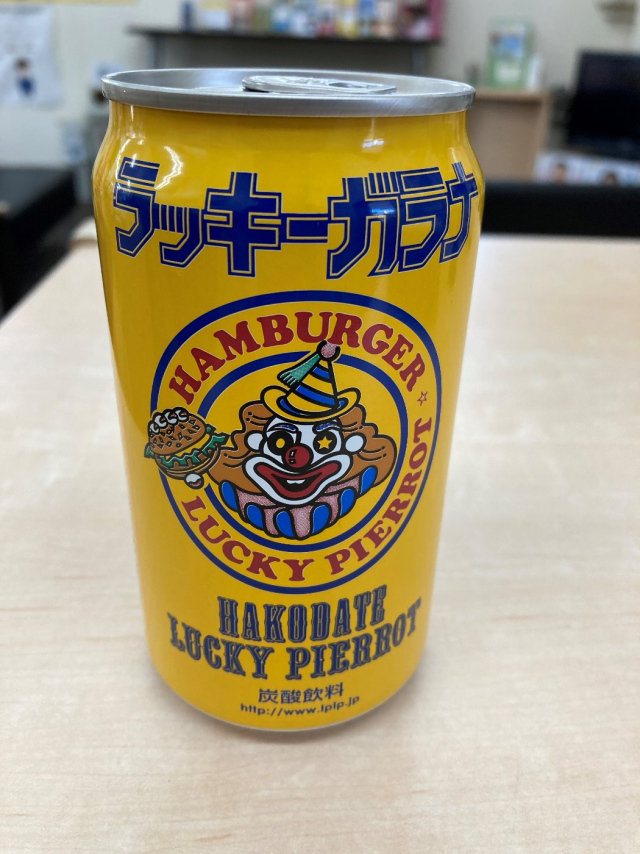 ラッキーガラナ
HAMBURGER ☆
LUCKY PIERROT
HAKODATE
LUCKY PIERROT
炭酸飲料
http://www.lplp.jp